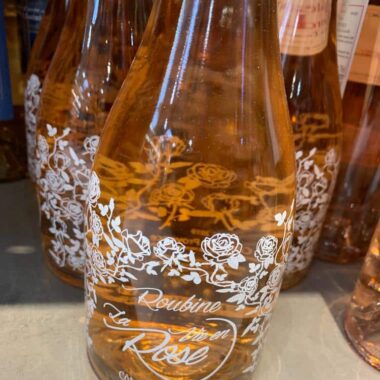 Roubine
La Vie en
Rose